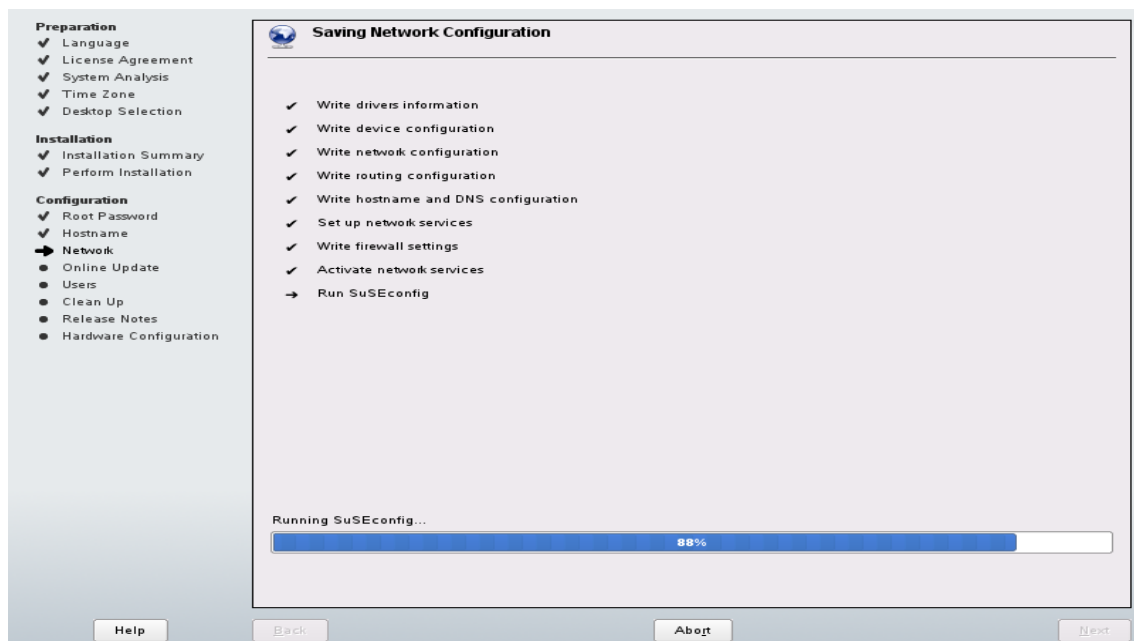 Preparation
Language
License Agreement
System Analysis
Time Zone
Desktop Selection
Installation
Installation Summary
Perform Installation
Configuration
Root Password
Hostname
Network
Online Update
Users
Clean Up
Release Notes
Hardware Configuration
Saving Network Configuration
Write drivers information
Write device configuration
Write network configuration
Write routing configuration
Write hostname and DNS configuration
Set up network services
Write firewall settings
Activate network services
Run SuSEconfig
Running SuSEconfig...
88%
Help
Back
Abort
Next